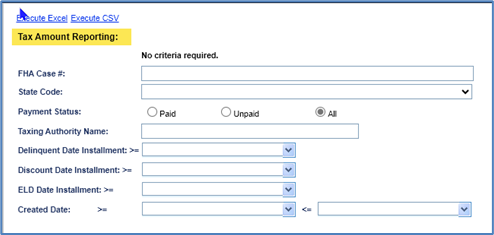 Execute Excel Execute CSV
Tax Amount Reporting:
No criteria required.
FHA Case #:
State Code:
Payment Status: Paid Unpaid All
Taxing Authority Name:
Delinquent Date Installment: >=
Discount Date Installment: >=
ELD Date Installment: >=
Created Date: >= <=